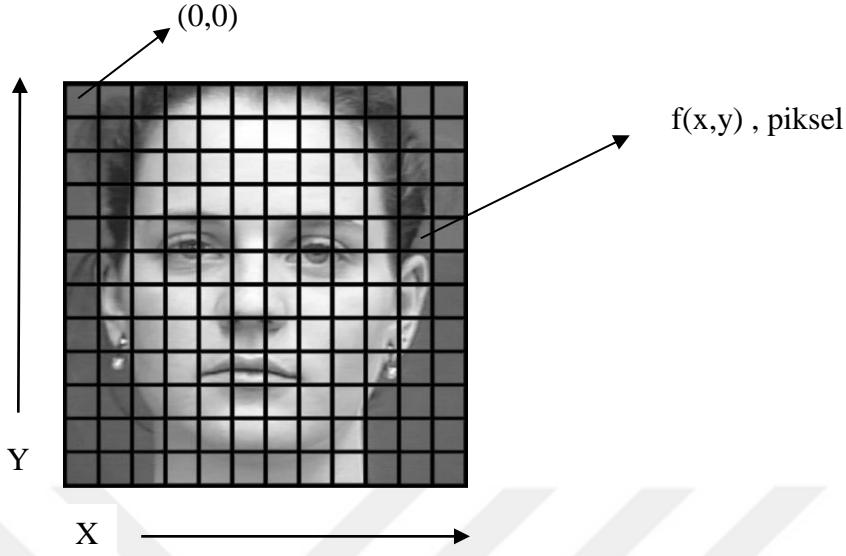 (0,0)
f(x,y) , piksel
Y
X